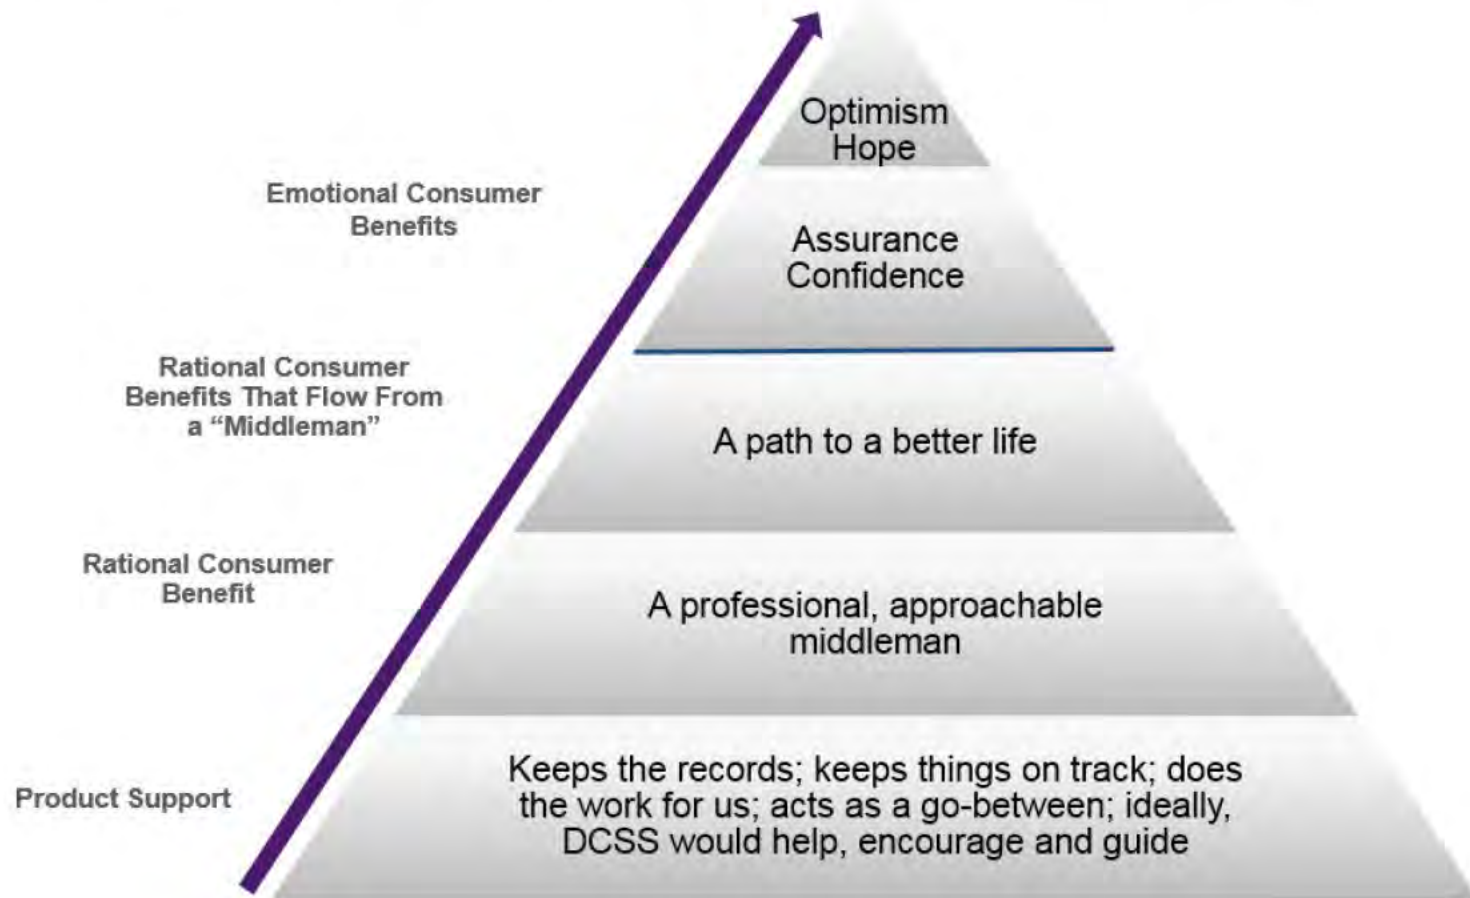 Optimism
Hope
Emotional Consumer
Benefits
Assurance
Confidence
Rational Consumer
Benefits That Flow From
a “Middleman”
A path to a better life
Rational Consumer
Benefit
A professional, approachable
middleman
Product Support
Keeps the records; keeps things on track; does
the work for us; acts as a go-between; ideally,
DCSS would help, encourage and guide